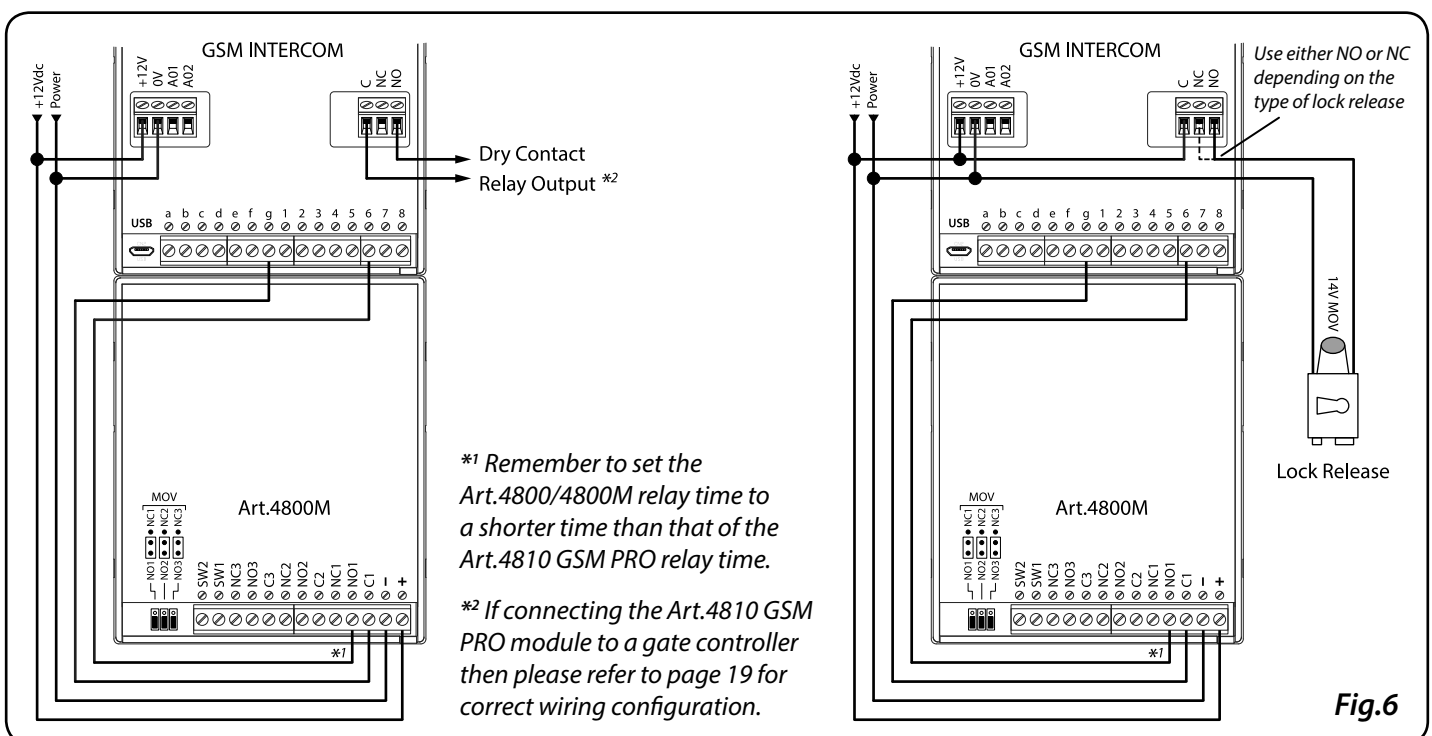 GSM INTERCOM
+12Vdc
Power
+12V
0V
A01
A02
C
NC
NO
Dry Contact
Relay Output *2
USB
a b c d e f g 1 2 3 4 5 6 7 8
MOV
NC1 NC2 NC3
NO1 NO2 NO3
Art.4800M
SW2 SW1 NC3 NO3 C3 NC2 NO2 C2 NC1 NO1 C1 – +
*1
*1 Remember to set the
Art.4800/4800M relay time to
a shorter time than that of the
Art.4810 GSM PRO relay time.
*2 If connecting the Art.4810 GSM
PRO module to a gate controller
then please refer to page 19 for
correct wiring configuration.
GSM INTERCOM
+12Vdc
Power
+12V
0V
A01
A02
C
NC
NO
Use either NO or NC
depending on the
type of lock release
USB
a b c d e f g 1 2 3 4 5 6 7 8
14V MOV
Lock Release
MOV
NC1 NC2 NC3
NO1 NO2 NO3
Art.4800M
SW2 SW1 NC3 NO3 C3 NC2 NO2 C2 NC1 NO1 C1 – +
*1
Fig.6